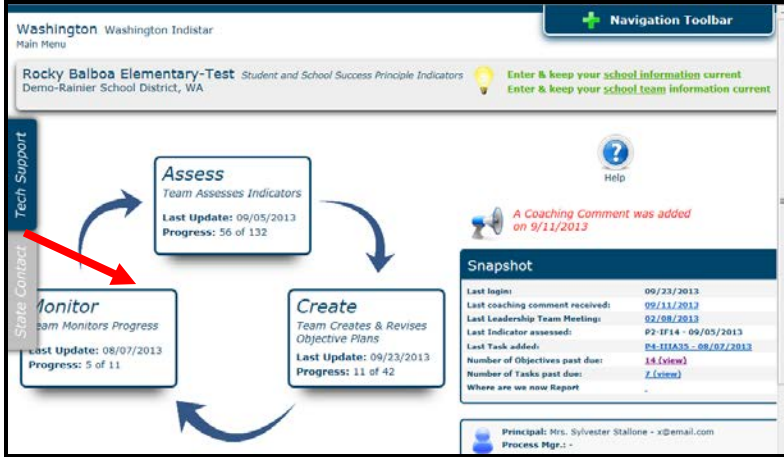 Navigation Toolbar
Washington Washington Indistar
Main Menu
Rocky Balboa Elementary-Test Student and School Success Principle Indicators
Demo-Rainier School District, WA
Enter & keep your school information current
Enter & keep your school team information current
Tech Support
State Contact
Help
A Coaching Comment was added
on 9/11/2013
Assess
Team Assesses Indicators
Last Update: 09/05/2013
Progress: 56 of 132
Monitor
Team Monitors Progress
Last Update: 08/07/2013
Progress: 5 of 11
Create
Team Creates & Revises
Objective Plans
Last Update: 09/23/2013
Progress: 11 of 42
Snapshot
Last login: 09/23/2013
Last coaching comment received: 09/11/2013
Last Leadership Team Meeting: 02/08/2013
Last Indicator assessed: P2-IF14 - 09/05/2013
Last Task added: P4-IIIA35 - 08/07/2013
Number of Objectives past due: 14 (view)
Number of Tasks past due: 7 (view)
Where are we now Report
Principal: Mrs. Sylvester Stallone - x@email.com
Process Mgr.: -